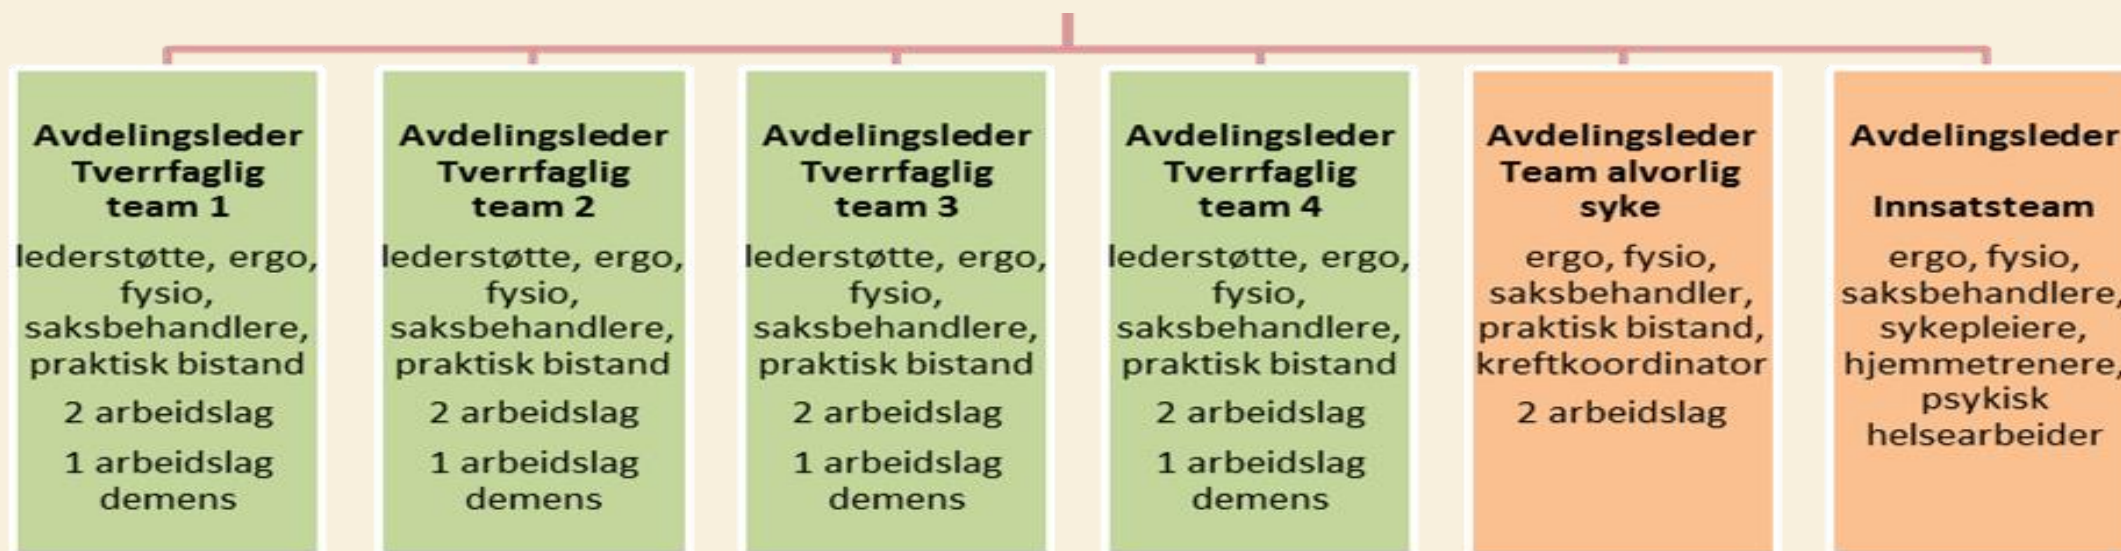 Avdelingsleder
Tverrfaglig
team 1
lederstøtte, ergo,
fysio,
saksbehandlere,
praktisk bistand
2 arbeidslag
1 arbeidslag
demens
Avdelingsleder
Tverrfaglig
team 2
lederstøtte, ergo,
fysio,
saksbehandlere,
praktisk bistand
2 arbeidslag
1 arbeidslag
demens
Avdelingsleder
Tverrfaglig
team 3
lederstøtte, ergo,
fysio,
saksbehandlere,
praktisk bistand
2 arbeidslag
1 arbeidslag
demens
Avdelingsleder
Tverrfaglig
team 4
lederstøtte, ergo,
fysio,
saksbehandlere,
praktisk bistand
2 arbeidslag
1 arbeidslag
demens
Avdelingsleder
Team alvorlig
syke
ergo, fysio,
saksbehandler,
praktisk bistand,
kreftkoordinator
2 arbeidslag
Avdelingsleder
Innsatsteam
ergo, fysio,
saksbehandlere,
sykepleiere,
hjemmetrenere,
psykisk
helsearbeider